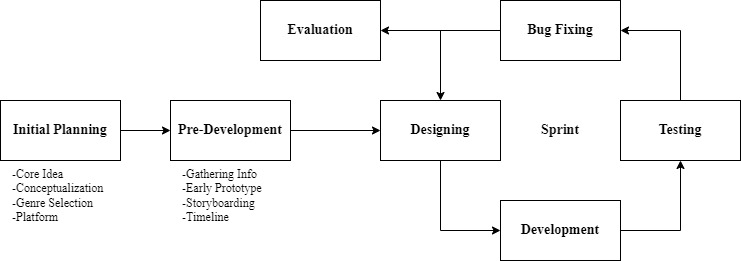 Evaluation
Bug Fixing
Initial Planning
Pre-Development
Designing
Sprint
Testing
-Core Idea
-Conceptualization
-Genre Selection
-Platform
-Gathering Info
-Early Prototype
-Storyboarding
-Timeline
Development